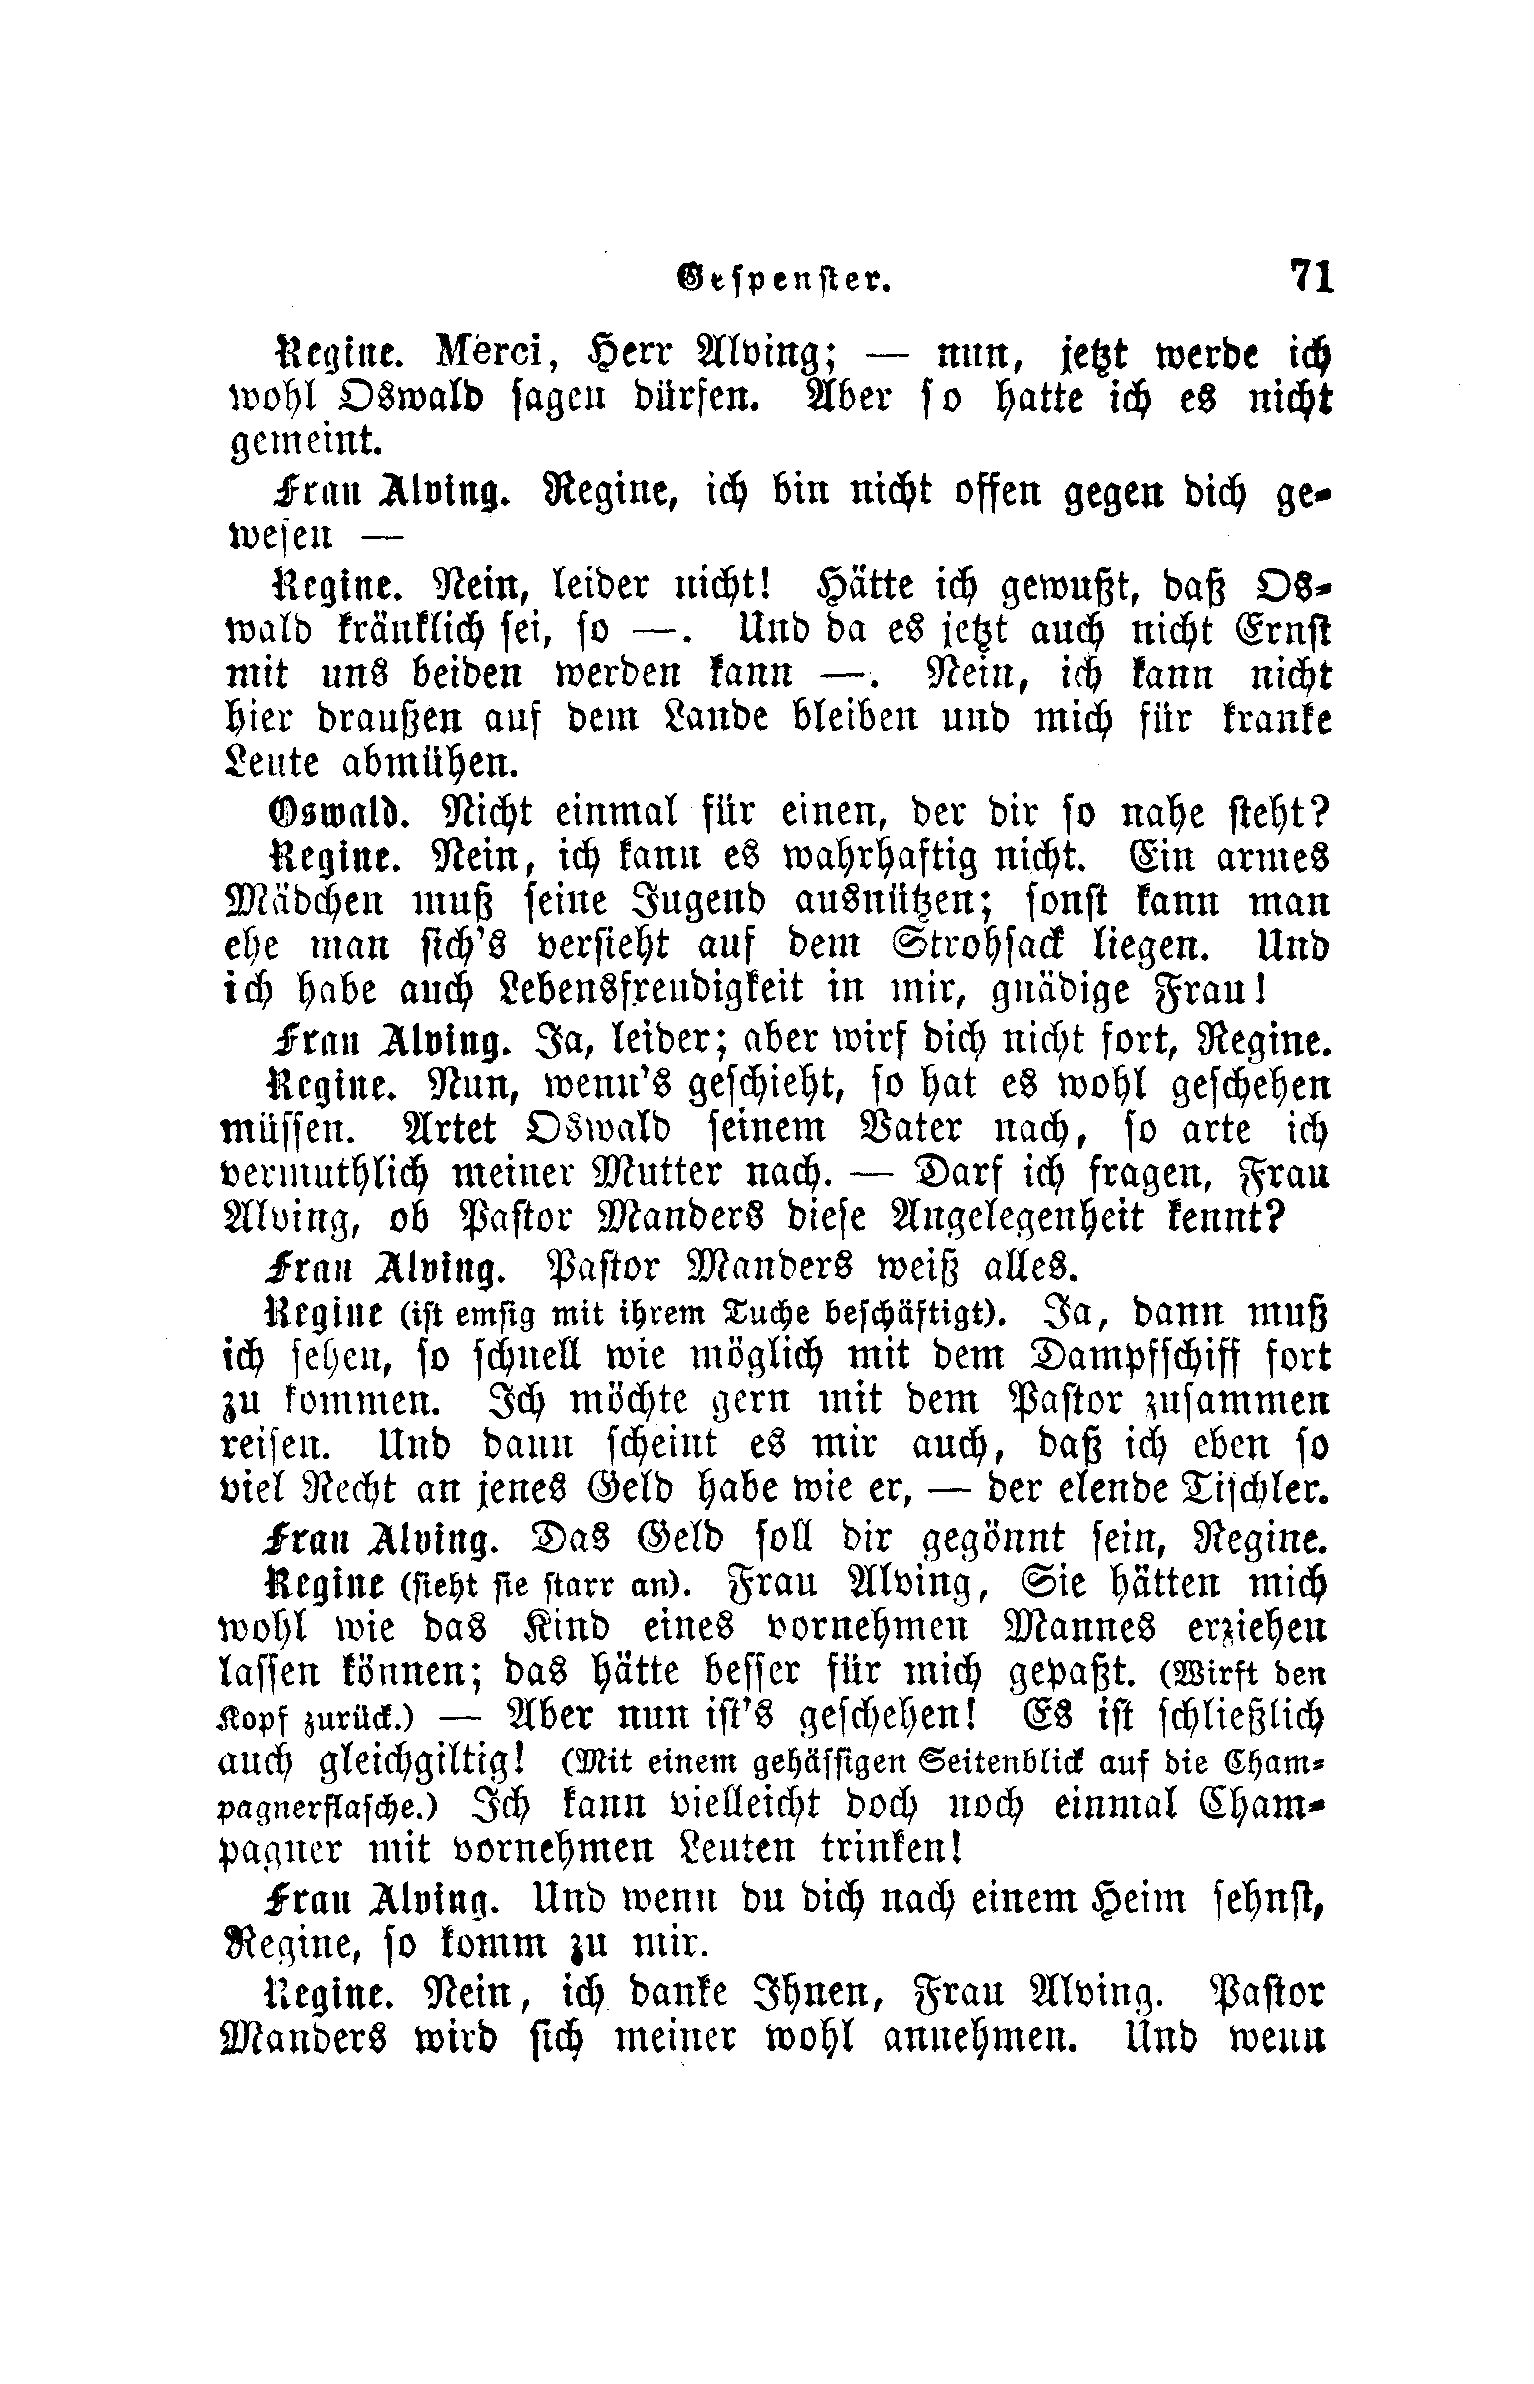 Gespenster. 71
Regine. Merci, Herr Alving; — nun, jetzt werde ich
wohl Oswald sagen dürfen. Aber so hatte ich es nicht
gemeint.
Frau Alving. Regine, ich bin nicht offen gegen dich ge-
wesen —
Regine. Nein, leider nicht! Hätte ich gewußt, daß Os-
wald kränklich sei, so —. Und da es jetzt auch nicht Ernst
mit uns beiden werden kann —. Nein, ich kann nicht
hier draußen auf dem Lande bleiben und mich für kranke
Leute abmühen.
Oswald. Nicht einmal für einen, der dir so nahe steht?
Regine. Nein, ich kann es wahrhaftig nicht. Ein armes
Mädchen muß seine Jugend ausnützen; sonst kann man
ehe man sich's versieht auf dem Strohsack liegen. Und
ich habe auch Lebensfreudigkeit in mir, gnädige Frau!
Frau Alving. Ja, leider; aber wirf dich nicht fort, Regine.
Regine. Nun, wenn's geschieht, so hat es wohl geschehen
müssen. Artet Oswald seinem Vater nach, so arte ich
vermuthlich meiner Mutter nach. — Darf ich fragen, Frau
Alving, ob Pastor Manders diese Angelegenheit kennt?
Frau Alving. Pastor Manders weiß alles.
Regine (ist emsig mit ihrem Tuche beschäftigt). Ja, dann muß
ich sehen, so schnell wie möglich mit dem Dampfschiff fort
zu kommen. Ich möchte gern mit dem Pastor zusammen
reisen. Und dann scheint es mir auch, daß ich eben so
viel Recht an jenes Geld habe wie er, — der elende Tischler.
Frau Alving. Das Geld soll dir gegönnt sein, Regine.
Regine (sieht sie starr an). Frau Alving, Sie hätten mich
wohl wie das Kind eines vornehmen Mannes erziehen
lassen können; das hätte besser für mich gepaßt. (Wirft den
Kopf zurück.) — Aber nun ist's geschehen! Es ist schließlich
auch gleichgiltig! (Mit einem gehässigen Seitenblick auf die Cham-
pagnerflasche.) Ich kann vielleicht doch noch einmal Cham-
pagner mit vornehmen Leuten trinken!
Frau Alving. Und wenn du dich nach einem Heim sehnst,
Regine, so komm zu mir.
Regine. Nein, ich danke Ihnen, Frau Alving. Pastor
Manders wird sich meiner wohl annehmen. Und wenn